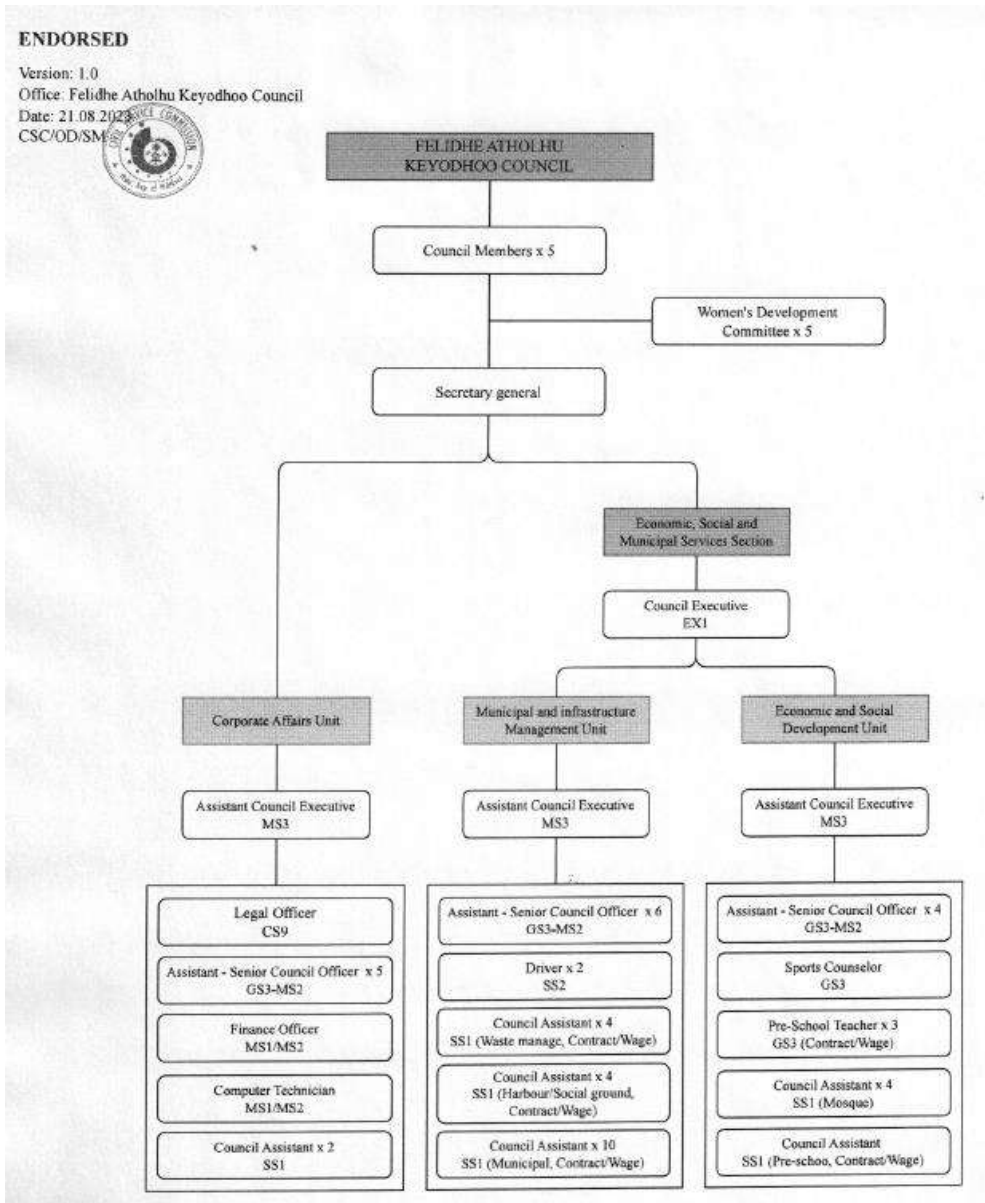 ENDORSED
Version: 1.0
Office: Felidhe Atholhu Keyodhoo Council
Date: 21.08.2023
CSC/OD/SM
CIVIL SERVICE COMMISSION
FELIDHE ATHOLHU
KEYODHOO COUNCIL
Council Members x 5
Women's Development
Committee x 5
Secretary general
Economic, Social and
Municipal Services Section
Council Executive
EX1
Corporate Affairs Unit
Municipal and infrastructure
Management Unit
Economic and Social
Development Unit
Assistant Council Executive
MS3
Assistant Council Executive
MS3
Assistant Council Executive
MS3
Legal Officer
CS9
Assistant - Senior Council Officer x 5
GS3-MS2
Finance Officer
MS1/MS2
Computer Technician
MS1/MS2
Council Assistant x 2
SS1
Assistant - Senior Council Officer x 6
GS3-MS2
Driver x 2
SS2
Council Assistant x 4
SS1 (Waste manage, Contract/Wage)
Council Assistant x 4
SS1 (Harbour/Social ground,
Contract/Wage)
Council Assistant x 10
SS1 (Municipal, Contract/Wage)
Assistant - Senior Council Officer x 4
GS3-MS2
Sports Counselor
GS3
Pre-School Teacher x 3
GS3 (Contract/Wage)
Council Assistant x 4
SS1 (Mosque)
Council Assistant
SS1 (Pre-schoo, Contract/Wage)